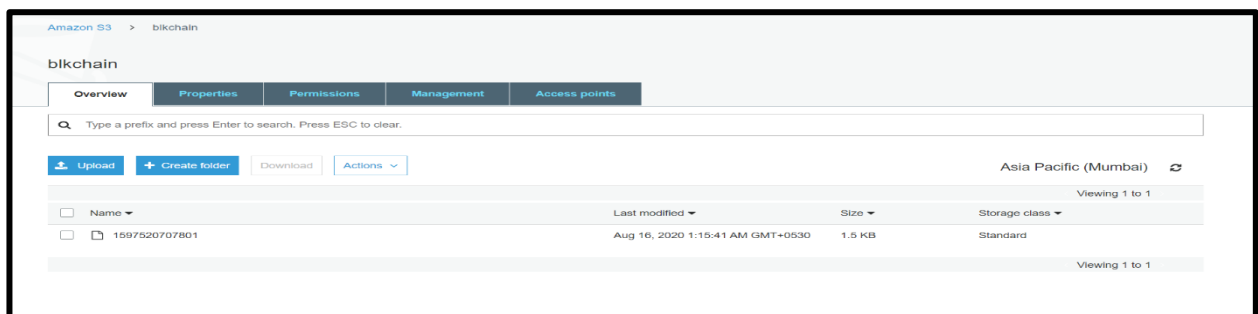 Amazon S3 > blkchain
blkchain
Overview Properties Permissions Management Access points
Type a prefix and press Enter to search. Press ESC to clear.
Upload + Create folder Download Actions Asia Pacific (Mumbai)
Viewing 1 to 1
Name Last modified Size Storage class
1597520707801 Aug 16, 2020 1:15:41 AM GMT+0530 1.5 KB Standard
Viewing 1 to 1